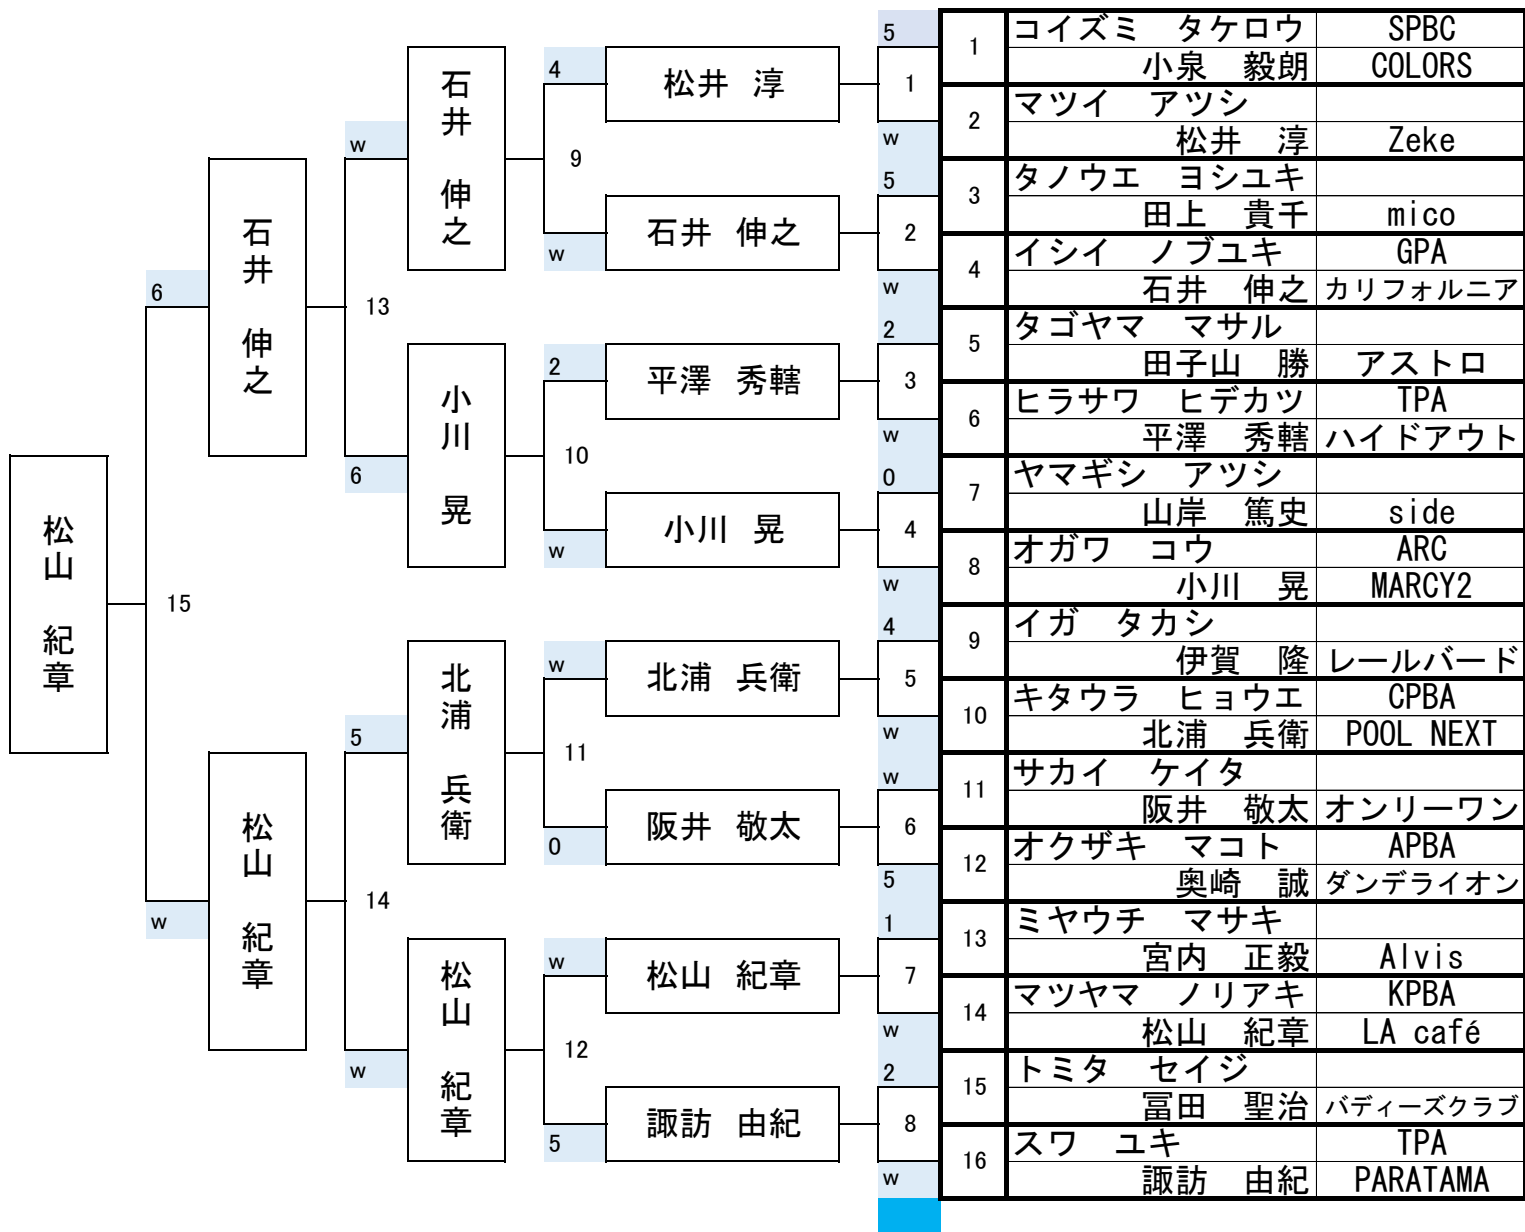 5
1
コイズミ タケロウ SPBC
小泉 毅朗 COLORS
1
w
2
マツイ アツシ
松井 淳 Zeke
5
3
タノウエ ヨシユキ
田上 貴千 mico
2
w
4
イシイ ノブユキ GPA
石井 伸之 カリフォルニア
2
5
タゴヤマ マサル
田子山 勝 アストロ
3
w
6
ヒラサワ ヒデカツ TPA
平澤 秀轄 ハイドアウト
0
7
ヤマギシ アツシ
山岸 篤史 side
4
w
8
オガワ コウ ARC
小川 晃 MARCY2
4
9
イガ タカシ
伊賀 隆 レールバード
5
w
10
キタウラ ヒョウエ CPBA
北浦 兵衛 POOL NEXT
w
11
サカイ ケイタ
阪井 敬太 オンリーワン
6
5
12
オクザキ マコト APBA
奥崎 誠 ダンデライオン
1
13
ミヤウチ マサキ
宮内 正毅 Alvis
7
w
14
マツヤマ ノリアキ KPBA
松山 紀章 LA café
2
15
トミタ セイジ
冨田 聖治 バディーズクラブ
8
w
16
スワ ユキ TPA
諏訪 由紀 PARATAMA
4
松井 淳
9
石井 伸之
w
2
平澤 秀轄
10
小川 晃
w
w
北浦 兵衛
11
阪井 敬太
0
w
松山 紀章
12
諏訪 由紀
5
w
石井 伸之
13
小川 晃
6
5
北浦 兵衛
14
松山 紀章
w
6
石井 伸之
15
松山 紀章
w
松山 紀章